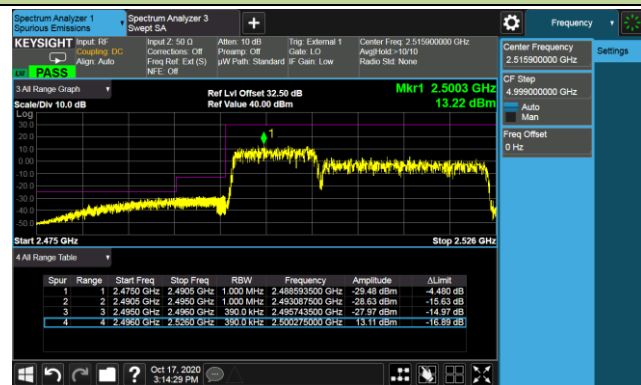 Spectrum Analyzer 1
Spurious Emissions
Spectrum Analyzer 3
Swept SA
Frequency
KEYSIGHT
Input: RF
Coupling: DC
Align: Auto
Input Z: 50 Ω
Corrections: Off
Freq Ref: Ext (S)
NFE: Off
Atten: 10 dB
Preamp: Off
µW Path: Standard
Trig: External 1
Gate: LO
IF Gain: Low
Center Freq: 2.515900000 GHz
Avg|Hold:>10/10
Radio Std: None
PASS
Center Frequency
2.515900000 GHz
Settings
CF Step
4.999000000 GHz
Auto
Man
Freq Offset
0 Hz
3 All Range Graph
Scale/Div 10.0 dB
Ref Lvl Offset 32.50 dB
Ref Value 40.00 dBm
Mkr1 2.5003 GHz
13.22 dBm
Log
30.0
20.0
10.0
0.00
-10.0
-20.0
-30.0
-40.0
-50.0
1
Start 2.475 GHz
Stop 2.526 GHz
4 All Range Table
Spur Range Start Freq Stop Freq RBW Frequency Amplitude ΔLimit
1 1 2.4750 GHz 2.4905 GHz 1.000 MHz 2.488593500 GHz -29.48 dBm -4.480 dB
2 2 2.4905 GHz 2.4950 GHz 1.000 MHz 2.493087500 GHz -28.63 dBm -15.63 dB
3 3 2.4950 GHz 2.4960 GHz 390.0 kHz 2.495743500 GHz -27.97 dBm -14.97 dB
4 4 2.4960 GHz 2.5260 GHz 390.0 kHz 2.500275000 GHz 13.11 dBm -16.89 dB
?
Oct 17, 2020
3:14:29 PM